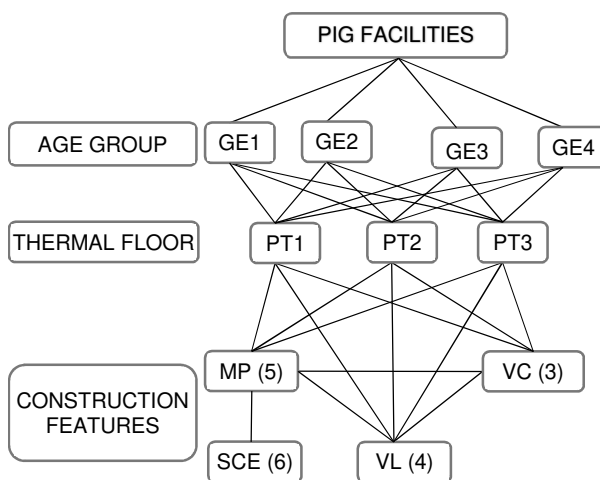 PIG FACILITIES
AGE GROUP
GE1
GE2
GE3
GE4
THERMAL FLOOR
PT1
PT2
PT3
CONSTRUCTION
FEATURES
MP (5)
VC (3)
SCE (6)
VL (4)